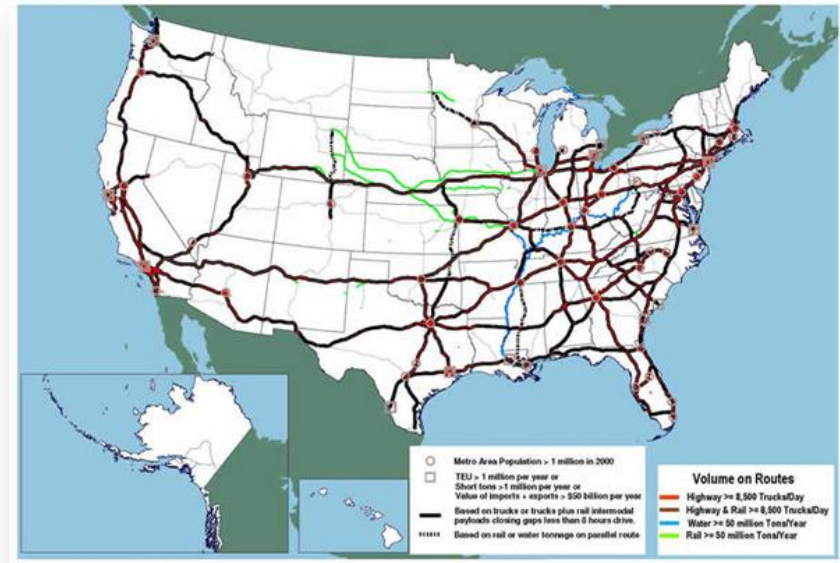 Metro Area Population > 1 million in 2000
TEU > 1 million per year or
Short tons >1 million per year or
Value of imports + exports > $50 billion per year
Based on trucks or trucks plus rail intermodal
payloads closing gaps less than 8 hours drive.
Based on rail or water tonnage on parallel route
Volume on Routes
Highway >= 8,500 Trucks/Day
Highway & Rail >= 8,500 Trucks/Day
Water >= 50 million Tons/Year
Rail >= 50 million Tons/Year